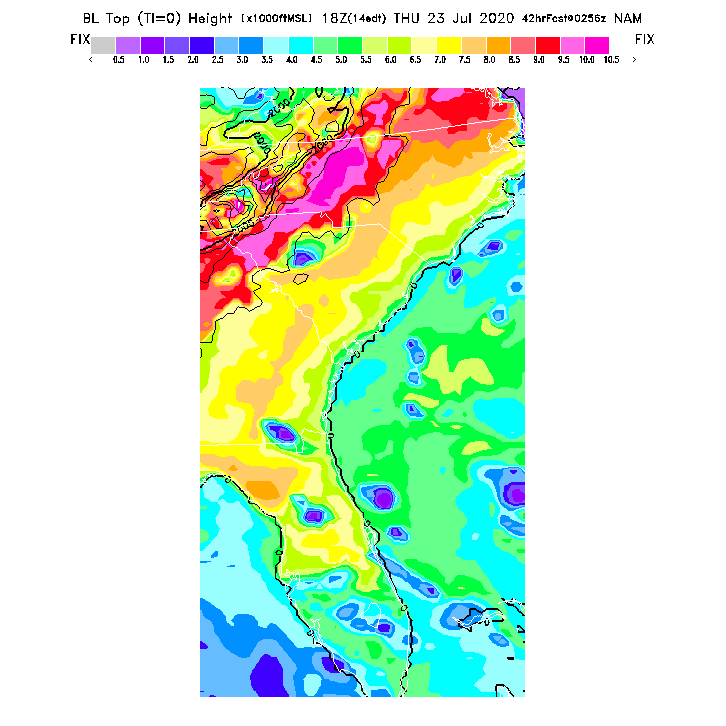 BL Top (TI=0) Height [x1000ftMSL] 18Z(14edt) THU 23 Jul 2020 42hrFcst@0256z NAM
FIX FIX
< 0.5 1.0 1.5 2.0 2.5 3.0 3.5 4.0 4.5 5.0 5.5 6.0 6.5 7.0 7.5 8.0 8.5 9.0 9.5 10.0 10.5 >
2000